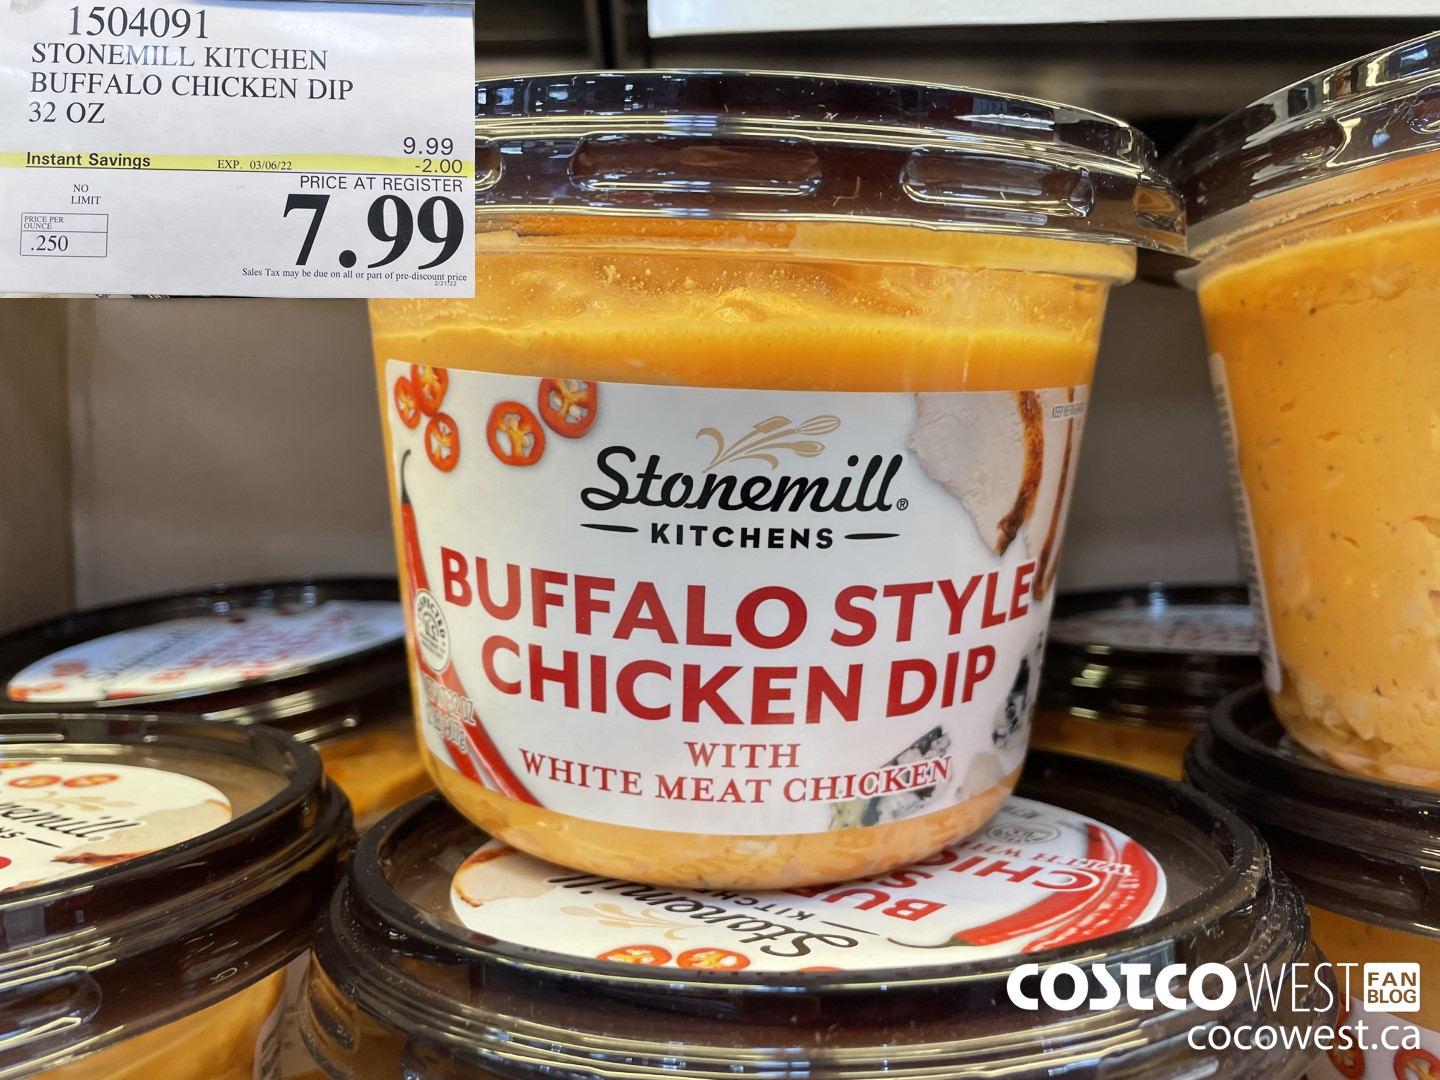 1504091
STONEMILL KITCHEN
BUFFALO CHICKEN DIP
32 OZ
9.99
Instant Savings EXP. 03/06/22 -2.00
PRICE AT REGISTER
NO
LIMIT
7.99
PRICE PER
OUNCE
.250
Sales Tax may be due on all or part of pre-discount price
2/21/22
Stonemill®
KITCHENS
BUFFALO STYLE
CHICKEN DIP
WITH
WHITE MEAT CHICKEN
COSTCO WEST FAN
BLOG
cocowest.ca